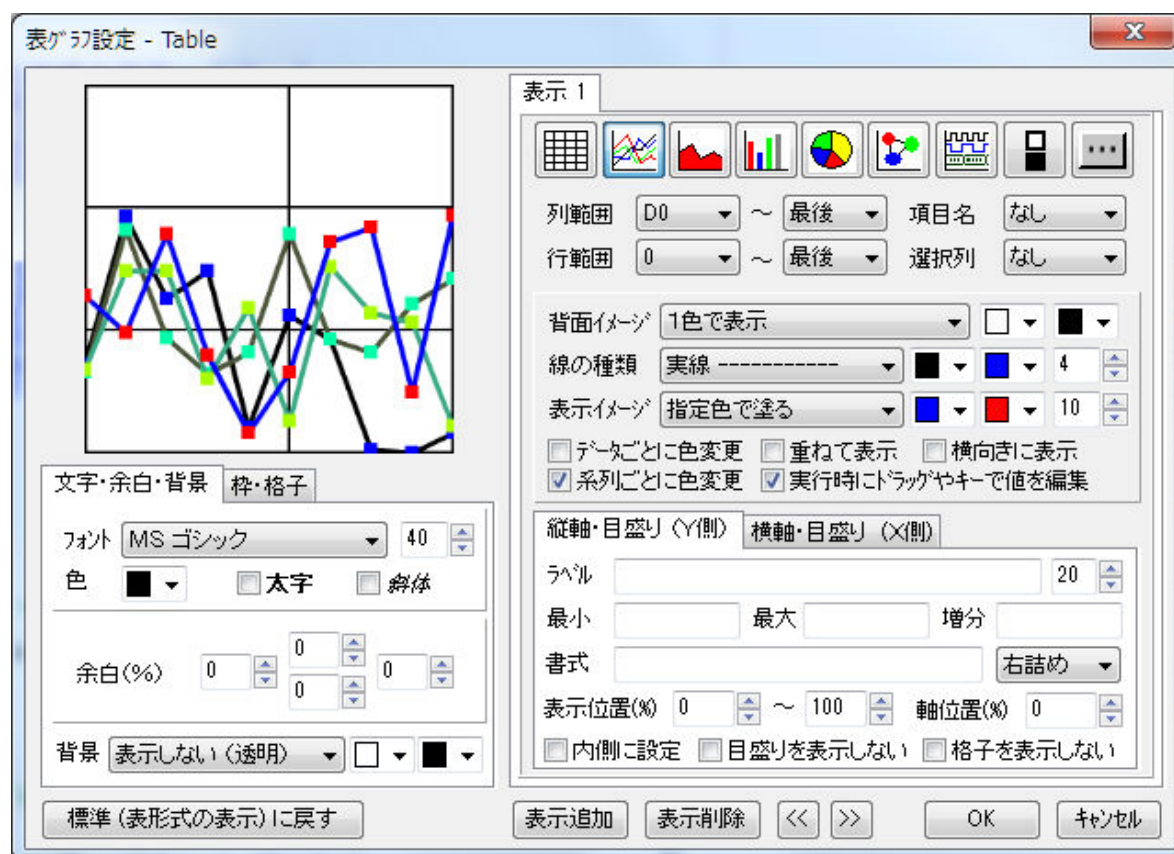 表グラフ設定 - Table
表示 1
列範囲 D0 ～ 最後 項目名 なし
行範囲 0 ～ 最後 選択列 なし
背面イメージ 1色で表示
線の種類 実線 ----------- 4
表示イメージ 指定色で塗る 10
データごとに色変更 重ねて表示 横向きに表示
系列ごとに色変更 実行時にドラッグやキーで値を編集
文字・余白・背景 枠・格子
フォント MS ゴシック 40
色 太字 斜体
余白(%) 0 0 0 0
背景 表示しない (透明)
縦軸・目盛り (Y側) 横軸・目盛り (X側)
ラベル 20
最小 最大 増分
書式 右詰め
表示位置(%) 0 ～ 100 軸位置(%) 0
内側に設定 目盛りを表示しない 格子を表示しない
標準 (表形式の表示) に戻す 表示追加 表示削除 << >> OK キャンセル